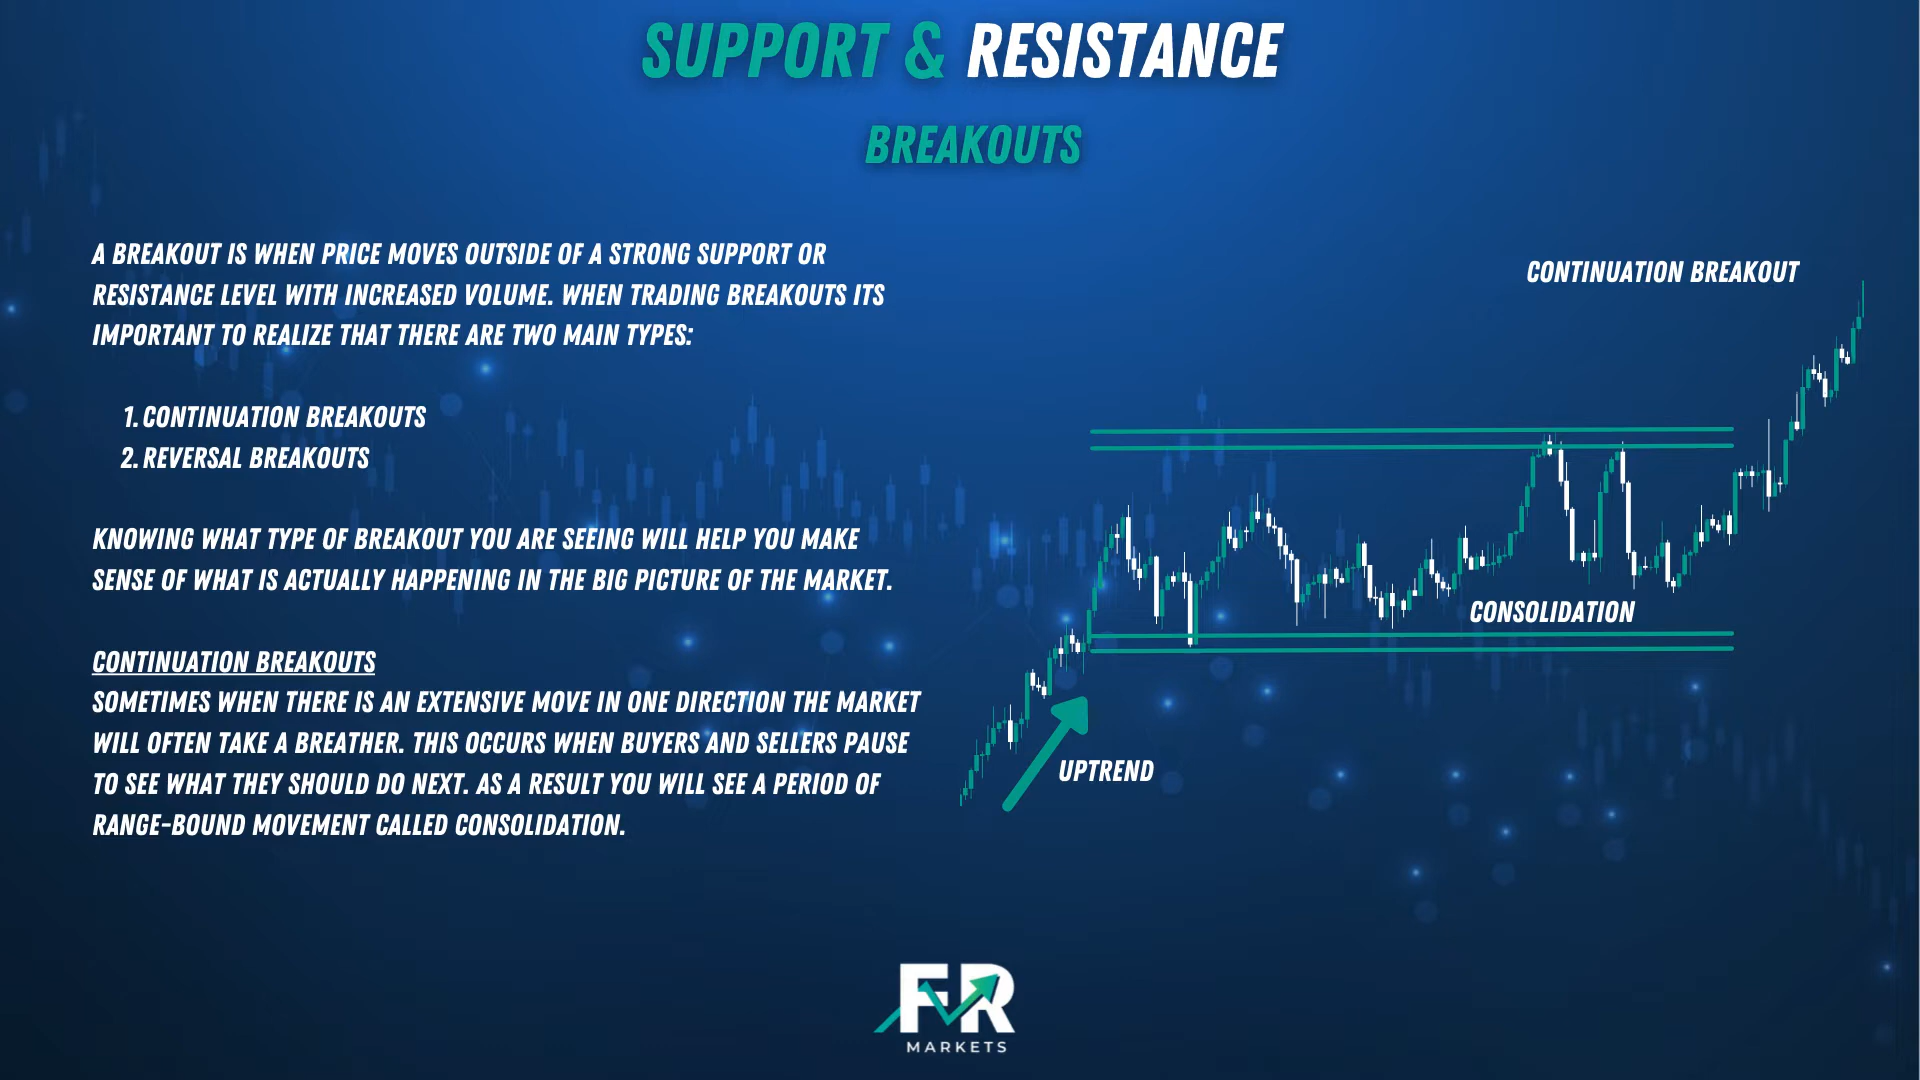 SUPPORT & RESISTANCE
BREAKOUTS
A BREAKOUT IS WHEN PRICE MOVES OUTSIDE OF A STRONG SUPPORT OR
RESISTANCE LEVEL WITH INCREASED VOLUME. WHEN TRADING BREAKOUTS ITS
IMPORTANT TO REALIZE THAT THERE ARE TWO MAIN TYPES:
1. CONTINUATION BREAKOUTS
2. REVERSAL BREAKOUTS
KNOWING WHAT TYPE OF BREAKOUT YOU ARE SEEING WILL HELP YOU MAKE
SENSE OF WHAT IS ACTUALLY HAPPENING IN THE BIG PICTURE OF THE MARKET.
CONTINUATION BREAKOUTS
SOMETIMES WHEN THERE IS AN EXTENSIVE MOVE IN ONE DIRECTION THE MARKET
WILL OFTEN TAKE A BREATHER. THIS OCCURS WHEN BUYERS AND SELLERS PAUSE
TO SEE WHAT THEY SHOULD DO NEXT. AS A RESULT YOU WILL SEE A PERIOD OF
RANGE-BOUND MOVEMENT CALLED CONSOLIDATION.
CONTINUATION BREAKOUT
CONSOLIDATION
UPTREND
FR
MARKETS